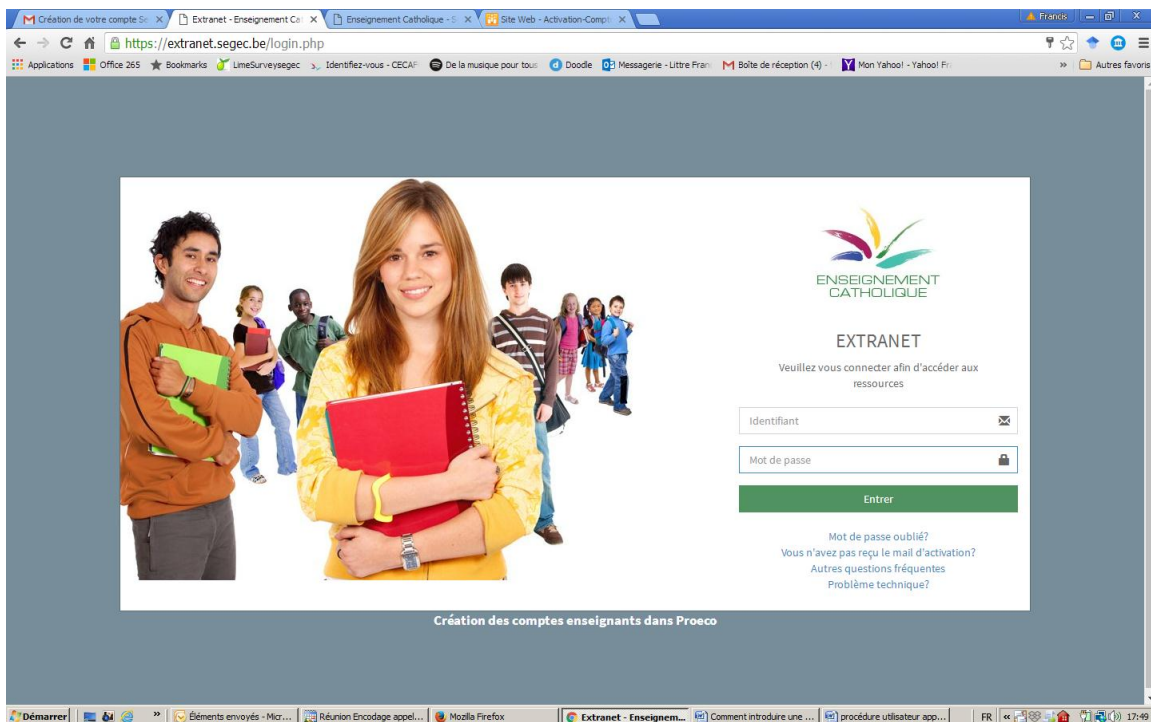 Création de votre compte Se
Extranet - Enseignement Ca
Enseignement Catholique - S
Site Web - Activation-Compt
Francis
https://extranet.segec.be/login.php
Applications
Office 265
Bookmarks
LimeSurveysegec
Identifiez-vous - CECAF
De la musique pour tous
Doodle
Messagerie - Littre Fran
Boîte de réception (4) -
Mon Yahoo! - Yahoo! Fr
»
Autres favoris
ENSEIGNEMENT
CATHOLIQUE
EXTRANET
Veuillez vous connecter afin d'accéder aux
ressources
Identifiant
Mot de passe
Entrer
Mot de passe oublié?
Vous n'avez pas reçu le mail d'activation?
Autres questions fréquentes
Problème technique?
Création des comptes enseignants dans Proeco
Démarrer
»
Éléments envoyés - Micr...
Réunion Encodage appel...
Mozilla Firefox
Extranet - Enseignem...
Comment introduire une ...
procédure utilisateur app...
FR
«
17:49